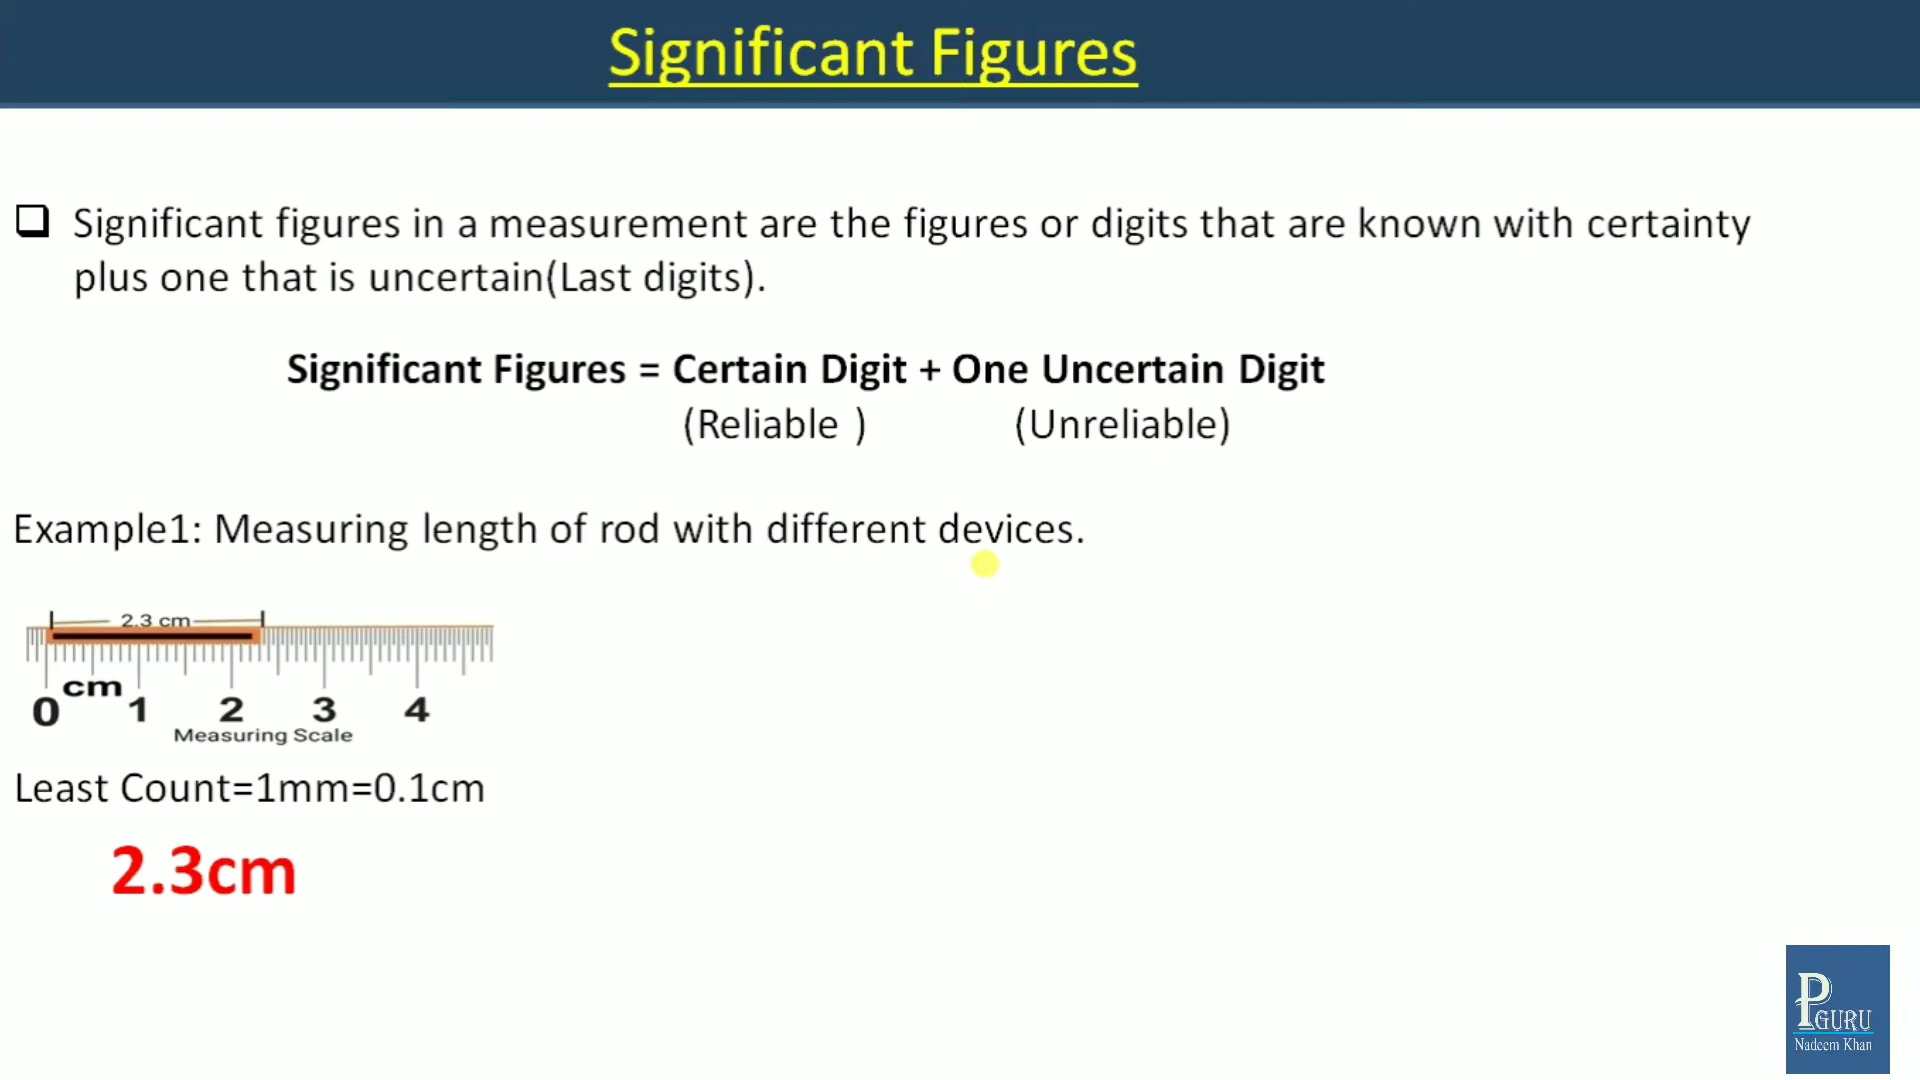 Significant Figures
Significant figures in a measurement are the figures or digits that are known with certainty
plus one that is uncertain(Last digits).
Significant Figures = Certain Digit + One Uncertain Digit
(Reliable ) (Unreliable)
Example1: Measuring length of rod with different devices.
2.3 cm
cm
0 1 2 3 4
Measuring Scale
Least Count=1mm=0.1cm
2.3cm
P GURU
Nadeem Khan